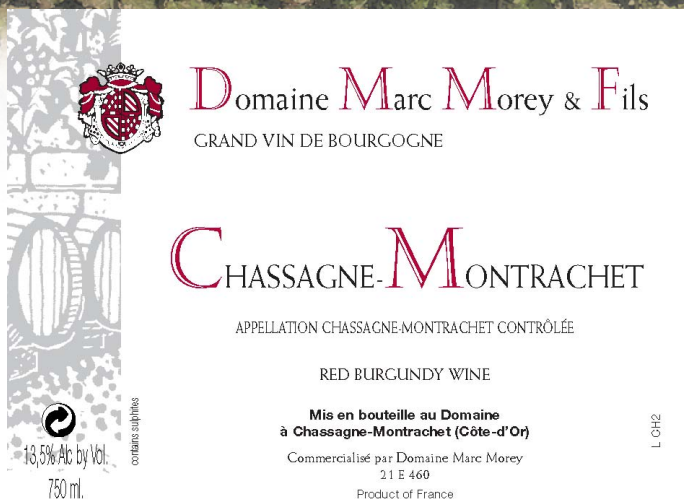 Domaine Marc Morey & Fils
GRAND VIN DE BOURGOGNE
CHASSAGNE-MONTRACHET
APPELLATION CHASSAGNE-MONTRACHET CONTRÔLÉE
RED BURGUNDY WINE
Mis en bouteille au Domaine
à Chassagne-Montrachet (Côte-d'Or)
Commercialisé par Domaine Marc Morey
21 E 460
Product of France
13,5% Alc by Vol.
750 ml.
contains sulphites
L CH2